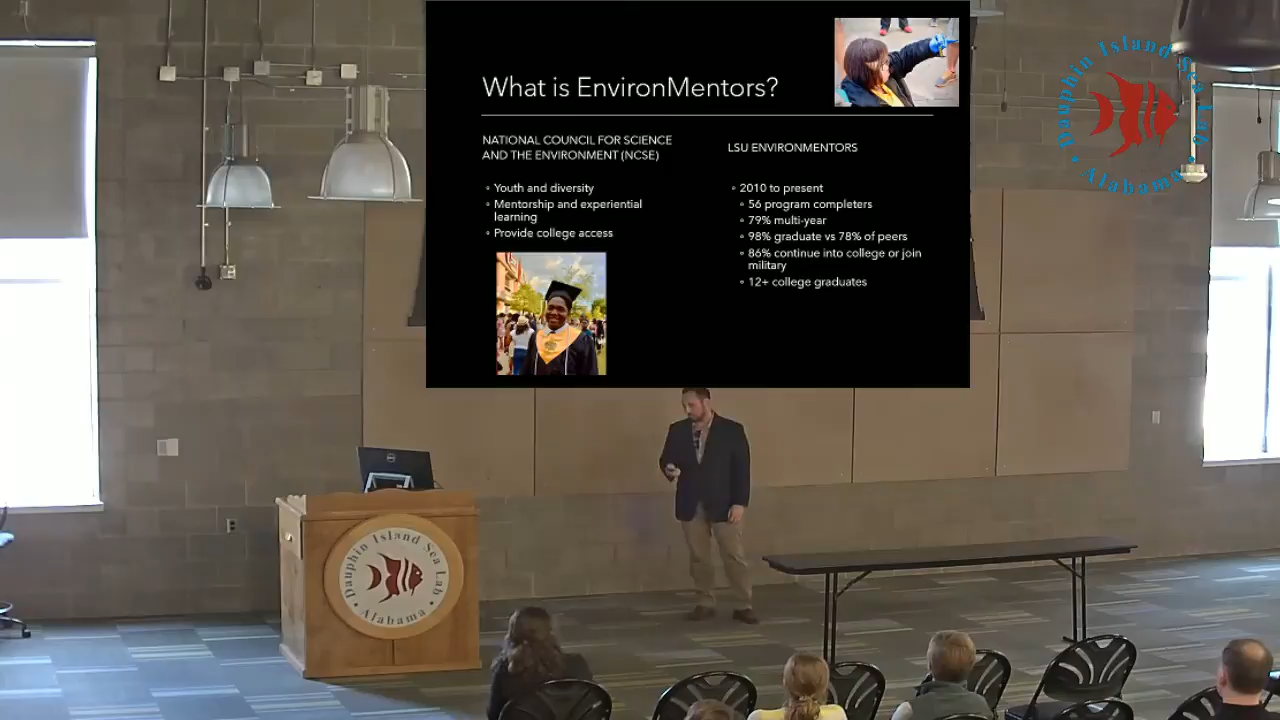 What is EnvironMentors?
NATIONAL COUNCIL FOR SCIENCE
AND THE ENVIRONMENT (NCSE)
◦ Youth and diversity
◦ Mentorship and experiential
learning
◦ Provide college access
LSU ENVIRONMENTORS
◦ 2010 to present
◦ 56 program completers
◦ 79% multi-year
◦ 98% graduate vs 78% of peers
◦ 86% continue into college or join
military
◦ 12+ college graduates
Dauphin Island Sea Lab
• Alabama •
DELL
Dauphin Island Sea Lab
• Alabama •